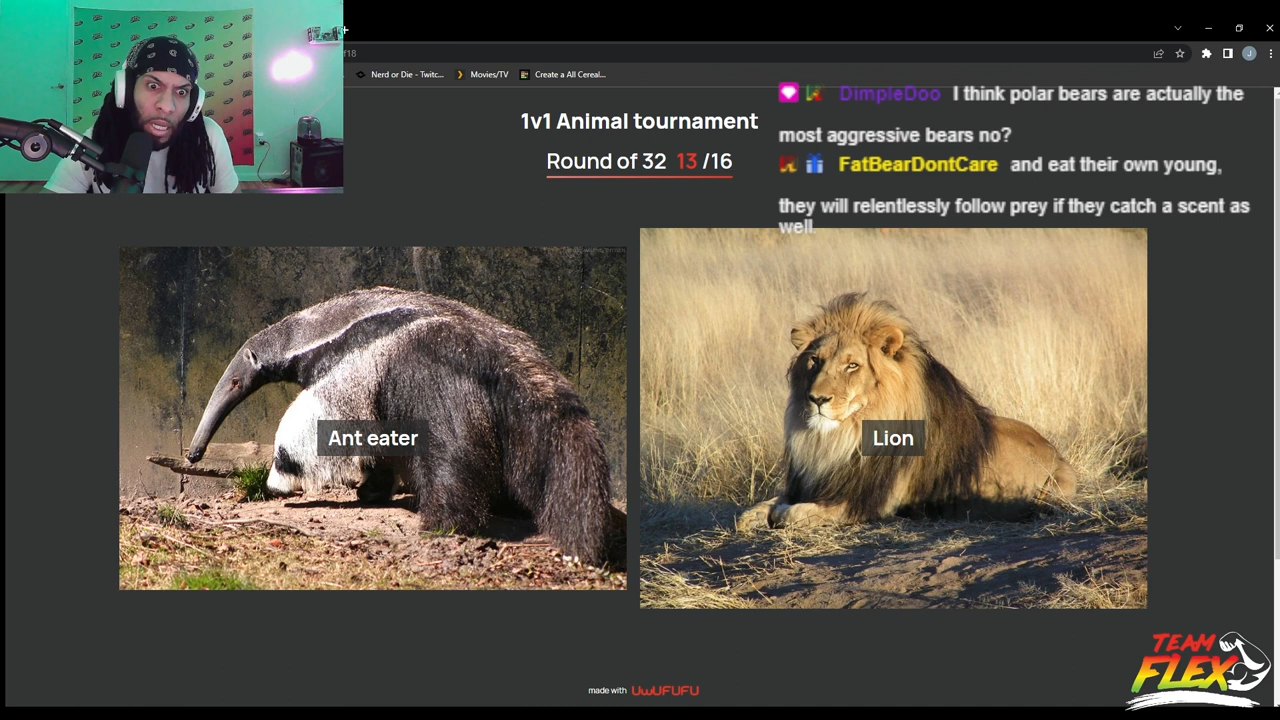 f18
Nerd or Die - Twitc...
Movies/TV
Create a All Cereal...
J
1v1 Animal tournament
Round of 32 13 /16
DimpleDoo I think polar bears are actually the
most aggressive bears no?
FatBearDontCare and eat their own young,
they will relentlessly follow prey if they catch a scent as
well.
Ant eater
Lion
made with UwUFUFU
TEAM
FLEX